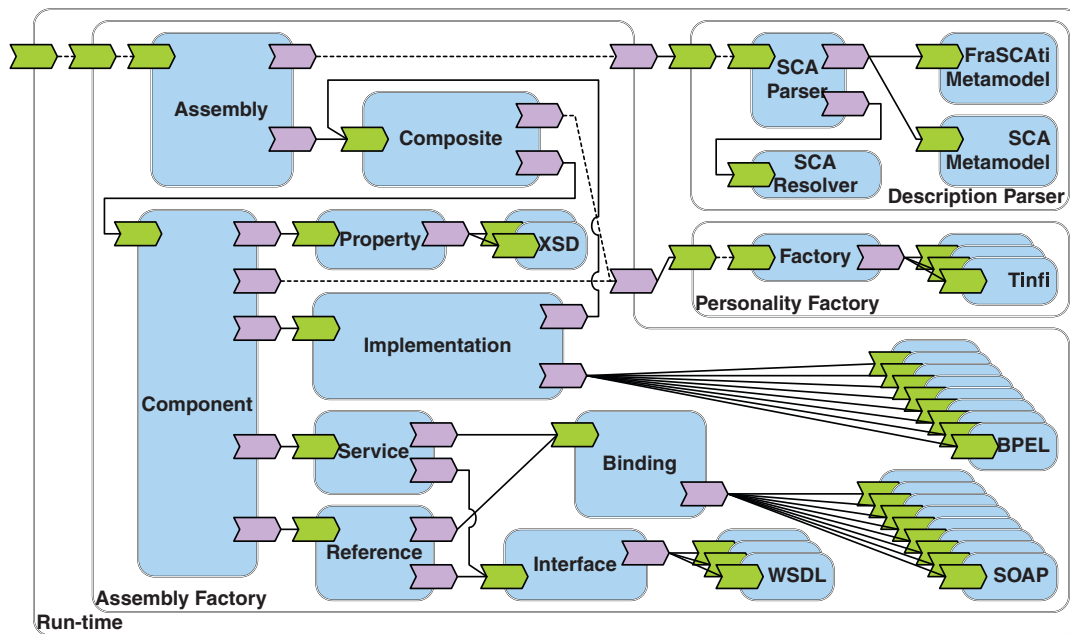 Assembly
Composite
SCA
Parser
FraSCAti
Metamodel
SCA
Metamodel
SCA
Resolver
Description Parser
Property
XSD
Factory
Tinfi
Personality Factory
Implementation
Component
BPEL
Service
Binding
Reference
Interface
WSDL
SOAP
Assembly Factory
Run-time